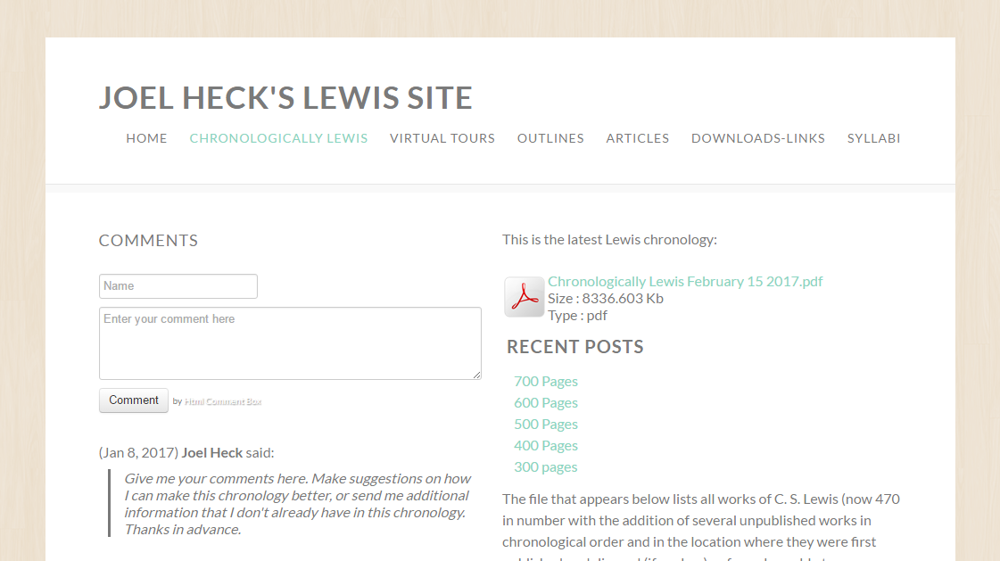 JOEL HECK'S LEWIS SITE
HOME CHRONOLOGICALLY LEWIS VIRTUAL TOURS OUTLINES ARTICLES DOWNLOADS-LINKS SYLLABI
COMMENTS
Name
Enter your comment here
Comment by Html Comment Box
(Jan 8, 2017) Joel Heck said:
Give me your comments here. Make suggestions on how
I can make this chronology better, or send me additional
information that I don't already have in this chronology.
Thanks in advance.
This is the latest Lewis chronology:
Chronologically Lewis February 15 2017.pdf
Size : 8336.603 Kb
Type : pdf
RECENT POSTS
700 Pages
600 Pages
500 Pages
400 Pages
300 pages
The file that appears below lists all works of C. S. Lewis (now 470
in number with the addition of several unpublished works in
chronological order and in the location where they were first